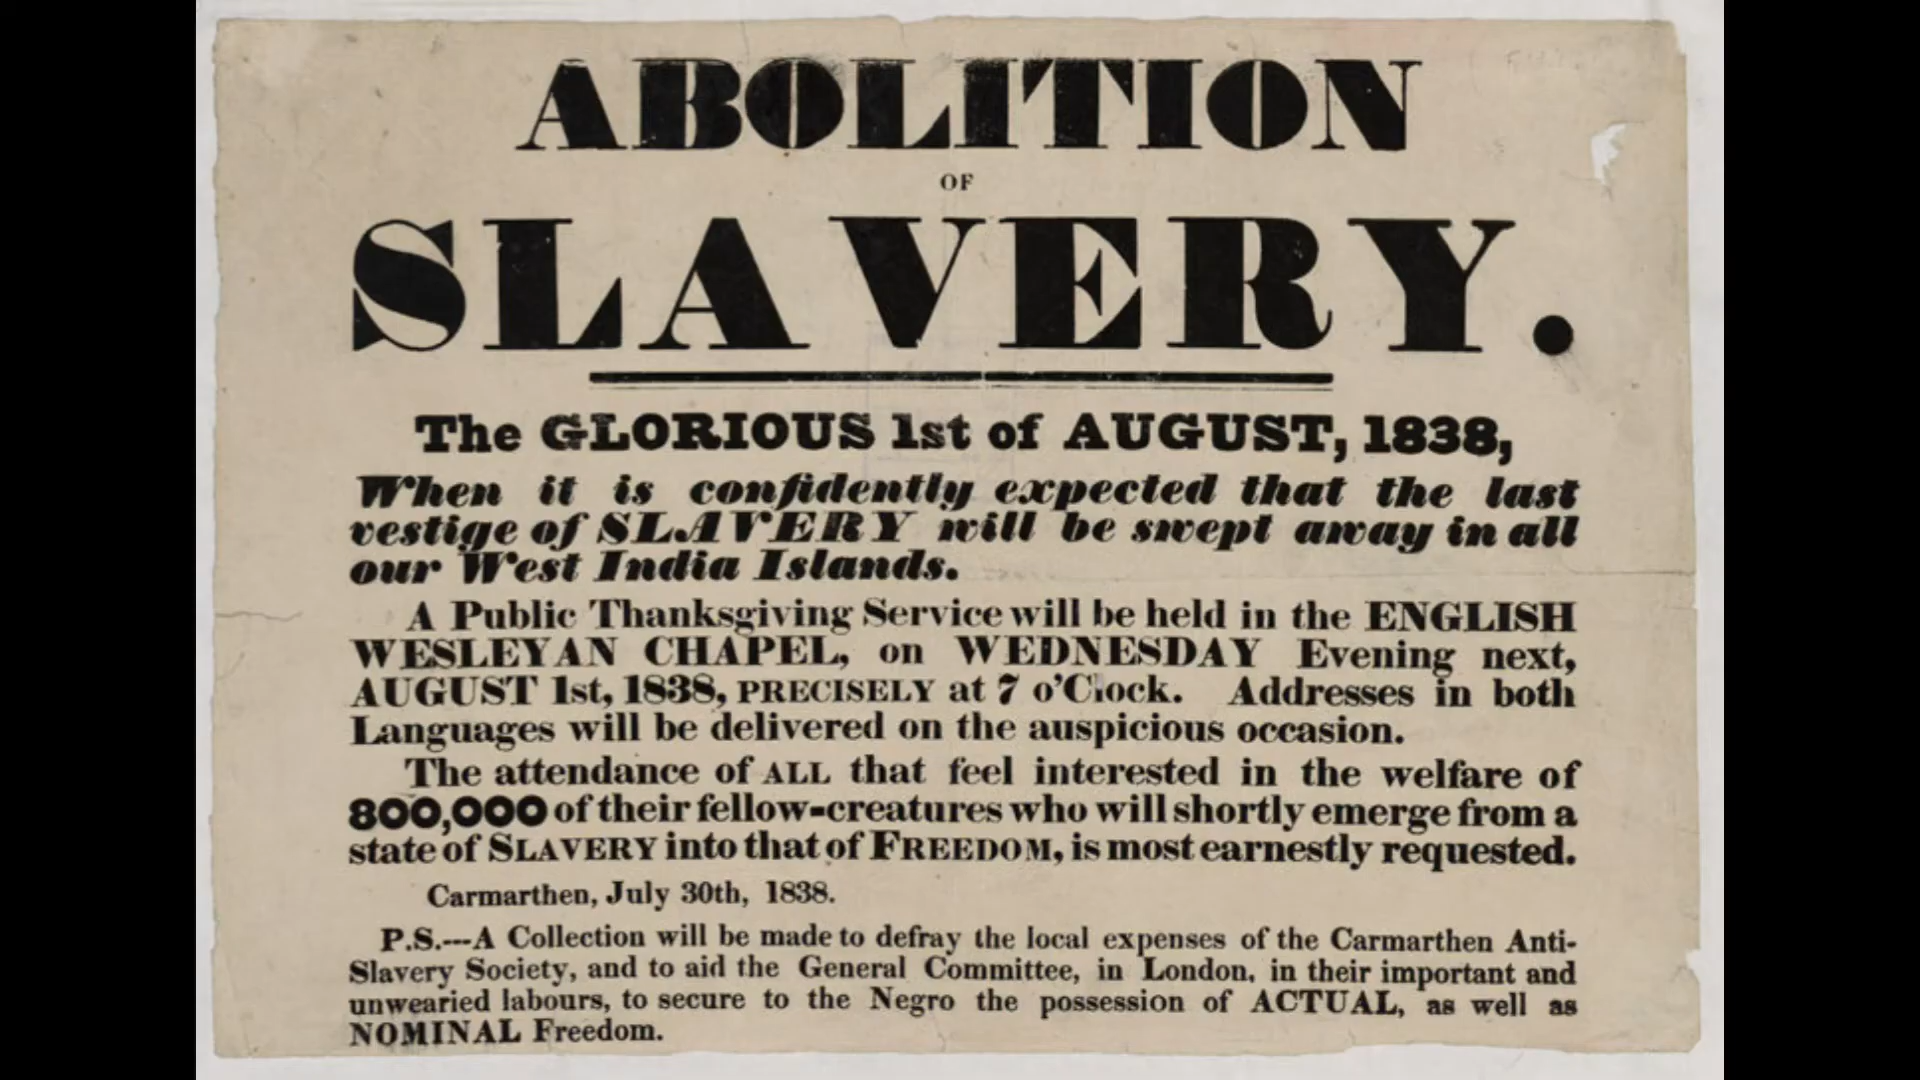 ABOLITION
OF
SLAVERY.
The GLORIOUS 1st of AUGUST, 1838,
When it is confidently expected that the last
vestige of SLAVERY will be swept away in all
our West India Islands.
A Public Thanksgiving Service will be held in the ENGLISH
WESLEYAN CHAPEL, on WEDNESDAY Evening next,
AUGUST 1st, 1838, PRECISELY at 7 o'Clock. Addresses in both
Languages will be delivered on the auspicious occasion.
The attendance of ALL that feel interested in the welfare of
800,000 of their fellow-creatures who will shortly emerge from a
state of SLAVERY into that of FREEDOM, is most earnestly requested.
Carmarthen, July 30th, 1838.
P.S.---A Collection will be made to defray the local expenses of the Carmarthen Anti-
Slavery Society, and to aid the General Committee, in London, in their important and
unwearied labours, to secure to the Negro the possession of ACTUAL, as well as
NOMINAL Freedom.